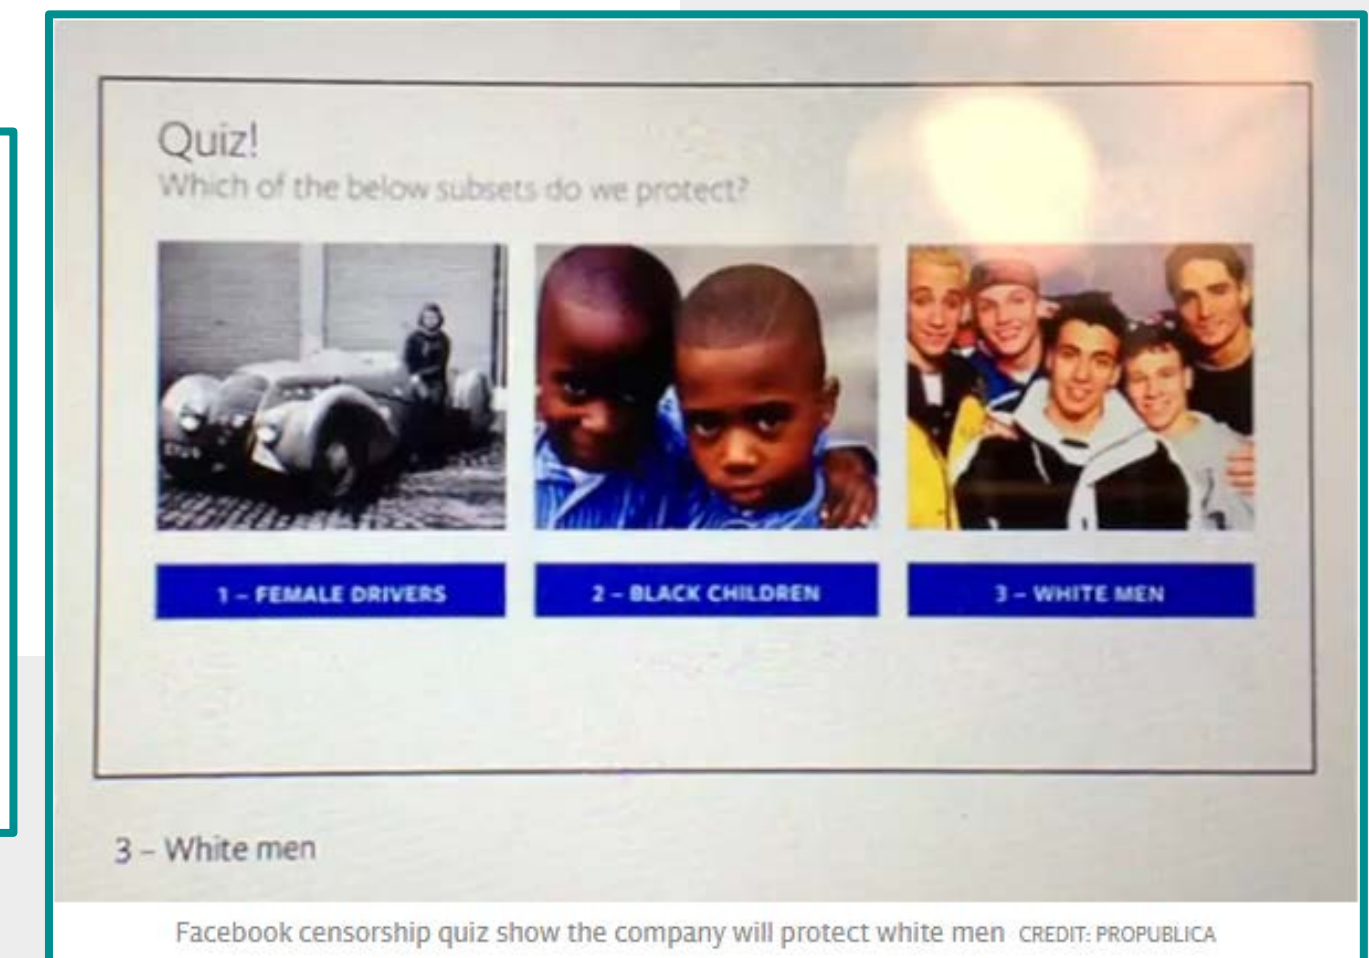 Quiz!
Which of the below subsets do we protect?
1 – FEMALE DRIVERS
2 – BLACK CHILDREN
3 – WHITE MEN
3 – White men
Facebook censorship quiz show the company will protect white men CREDIT: PROPUBLICA